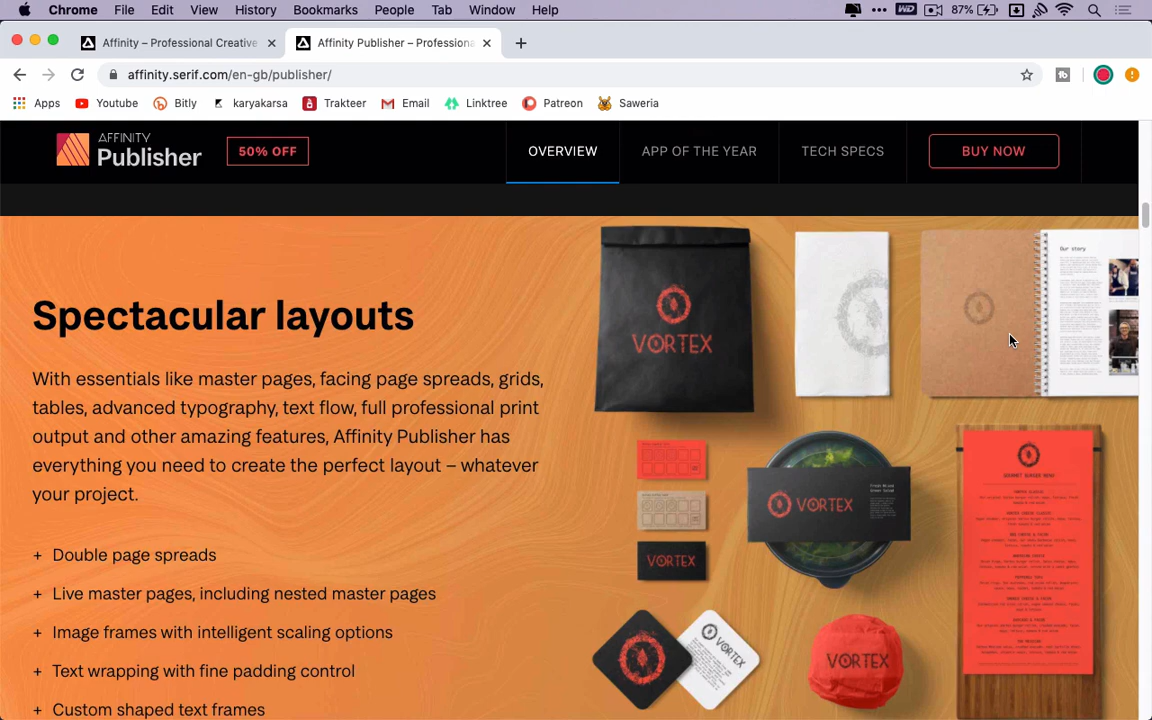 Chrome File Edit View History Bookmarks People Tab Window Help 87%
Affinity – Professional Creative Affinity Publisher – Professiona
affinity.serif.com/en-gb/publisher/
Apps Youtube Bitly karyakarsa Trakteer Email Linktree Patreon Saweria
AFFINITY
Publisher 50% OFF OVERVIEW APP OF THE YEAR TECH SPECS BUY NOW
Spectacular layouts
With essentials like master pages, facing page spreads, grids,
tables, advanced typography, text flow, full professional print
output and other amazing features, Affinity Publisher has
everything you need to create the perfect layout – whatever
your project.
+ Double page spreads
+ Live master pages, including nested master pages
+ Image frames with intelligent scaling options
+ Text wrapping with fine padding control
+ Custom shaped text frames
VORTEX
Our story
VORTEX
VORTEX
VORTEX
VORTEX